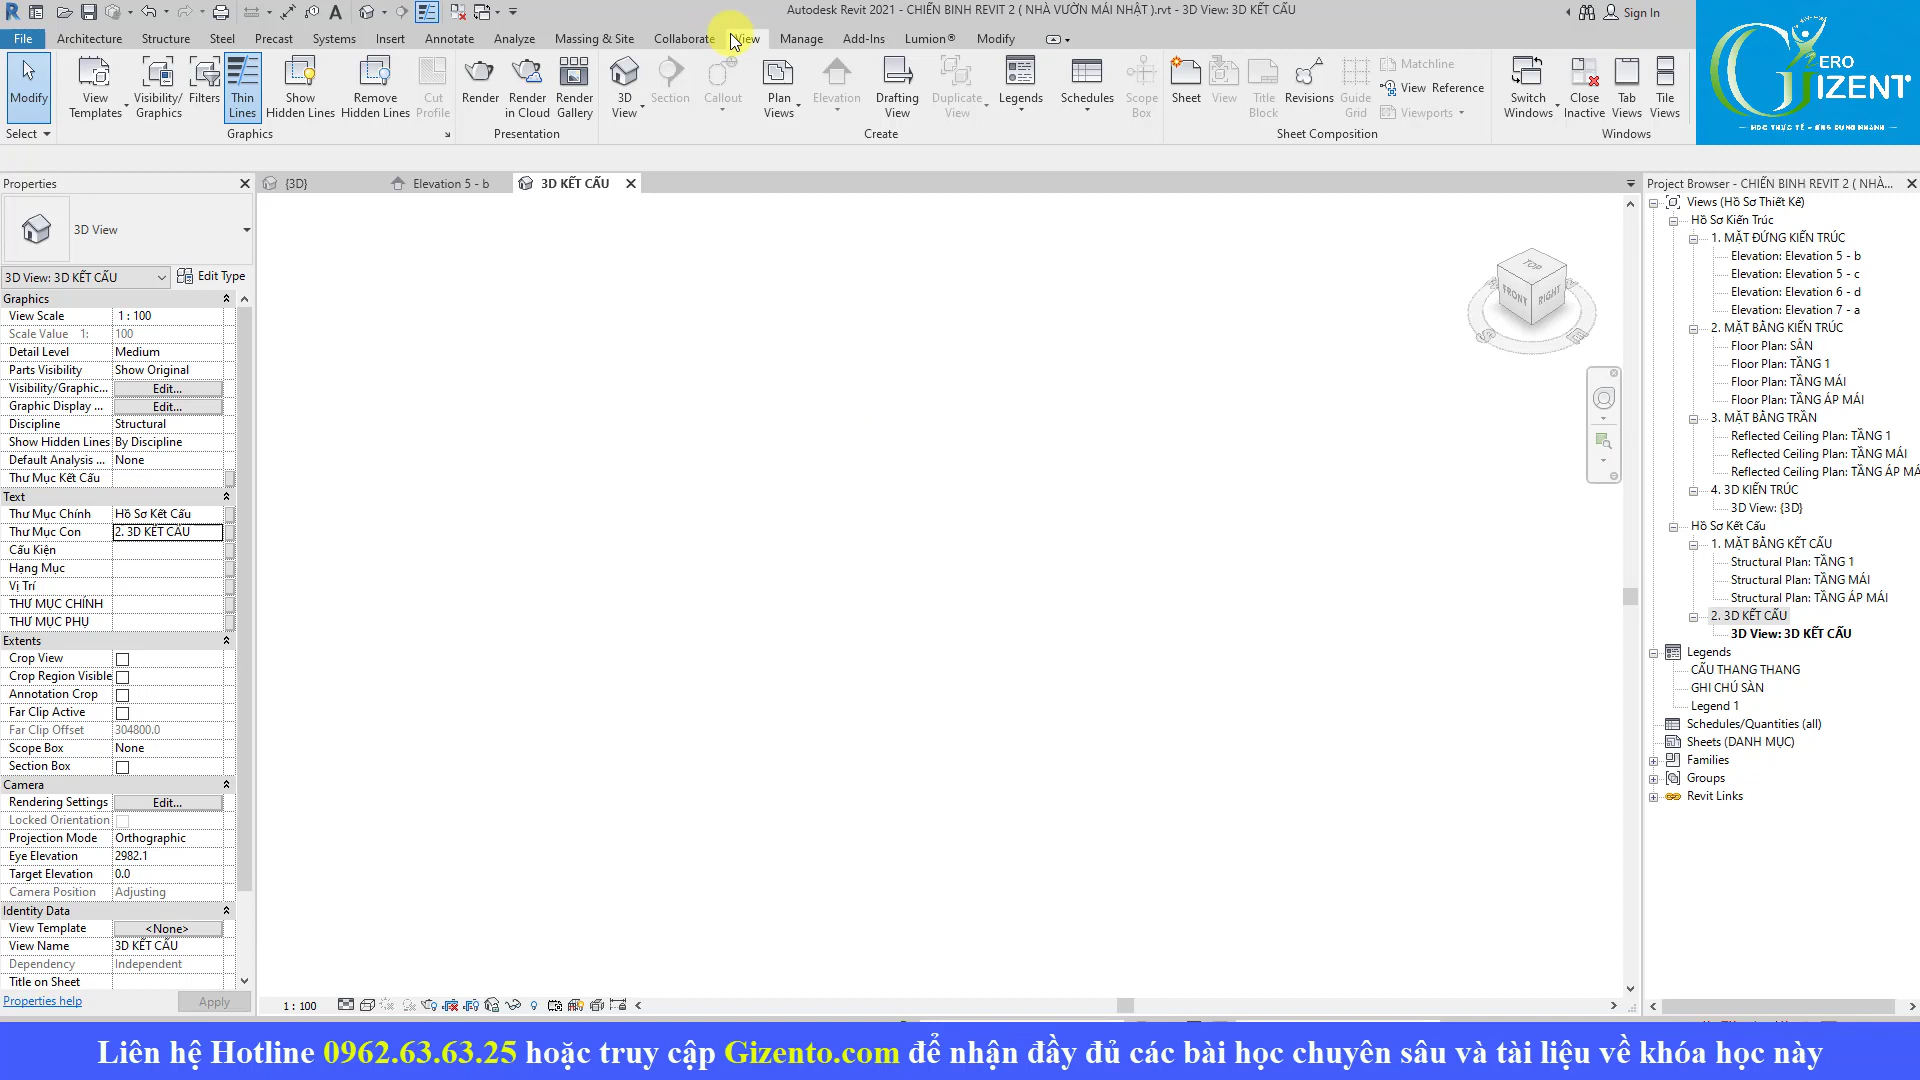 Autodesk Revit 2021 - CHIẾN BINH REVIT 2 ( NHÀ VƯỜN MÁI NHẬT ).rvt - 3D View: 3D KẾT CẤU
Sign In
File Architecture Structure Steel Precast Systems Insert Annotate Analyze Massing & Site Collaborate View Manage Add-Ins Lumion® Modify
Modify
View Templates
Visibility/ Graphics
Filters
Thin Lines
Show Hidden Lines
Remove Hidden Lines
Cut Profile
Render
Render in Cloud
Render Gallery
3D View
Section
Callout
Plan Views
Elevation
Drafting View
Duplicate View
Legends
Schedules
Scope Box
Sheet
View
Title Block
Revisions
Guide Grid
Matchline
View Reference
Viewports
Switch Windows
Close Inactive
Tab Views
Tile Views
Select
Graphics
Presentation
Create
Sheet Composition
Windows
GIZENT
ERO
HỌC THỰC TẾ - ỨNG DỤNG NHANH
Properties
3D View
3D View: 3D KẾT CẤU
Edit Type
Graphics
View Scale 1 : 100
Scale Value 1: 100
Detail Level Medium
Parts Visibility Show Original
Visibility/Graphic... Edit...
Graphic Display ... Edit...
Discipline Structural
Show Hidden Lines By Discipline
Default Analysis ... None
Thư Mục Kết Cấu
Text
Thư Mục Chính Hồ Sơ Kết Cấu
Thư Mục Con 2. 3D KẾT CẤU
Cấu Kiện
Hạng Mục
Vị Trí
THƯ MỤC CHÍNH
THƯ MỤC PHỤ
Extents
Crop View
Crop Region Visible
Annotation Crop
Far Clip Active
Far Clip Offset 304800.0
Scope Box None
Section Box
Camera
Rendering Settings Edit...
Locked Orientation
Projection Mode Orthographic
Eye Elevation 2982.1
Target Elevation 0.0
Camera Position Adjusting
Identity Data
View Template <None>
View Name 3D KẾT CẤU
Dependency Independent
Title on Sheet
Properties help
Apply
{3D}
Elevation 5 - b
3D KẾT CẤU
TOP
FRONT
RIGHT
S
E
1 : 100
Project Browser - CHIẾN BINH REVIT 2 ( NHÀ...
Views (Hồ Sơ Thiết Kế)
Hồ Sơ Kiến Trúc
1. MẶT ĐỨNG KIẾN TRÚC
Elevation: Elevation 5 - b
Elevation: Elevation 5 - c
Elevation: Elevation 6 - d
Elevation: Elevation 7 - a
2. MẶT BẰNG KIẾN TRÚC
Floor Plan: SÂN
Floor Plan: TẦNG 1
Floor Plan: TẦNG MÁI
Floor Plan: TẦNG ÁP MÁI
3. MẶT BẰNG TRẦN
Reflected Ceiling Plan: TẦNG 1
Reflected Ceiling Plan: TẦNG MÁI
Reflected Ceiling Plan: TẦNG ÁP MÁ
4. 3D KIẾN TRÚC
3D View: {3D}
Hồ Sơ Kết Cấu
1. MẶT BẰNG KẾT CẤU
Structural Plan: TẦNG 1
Structural Plan: TẦNG MÁI
Structural Plan: TẦNG ÁP MÁI
2. 3D KẾT CẤU
3D View: 3D KẾT CẤU
Legends
CẤU THANG THANG
GHI CHÚ SÀN
Legend 1
Schedules/Quantities (all)
Sheets (DANH MỤC)
Families
Groups
Revit Links
Liên hệ Hotline 0962.63.63.25 hoặc truy cập Gizento.com để nhận đầy đủ các bài học chuyên sâu và tài liệu về khóa học này